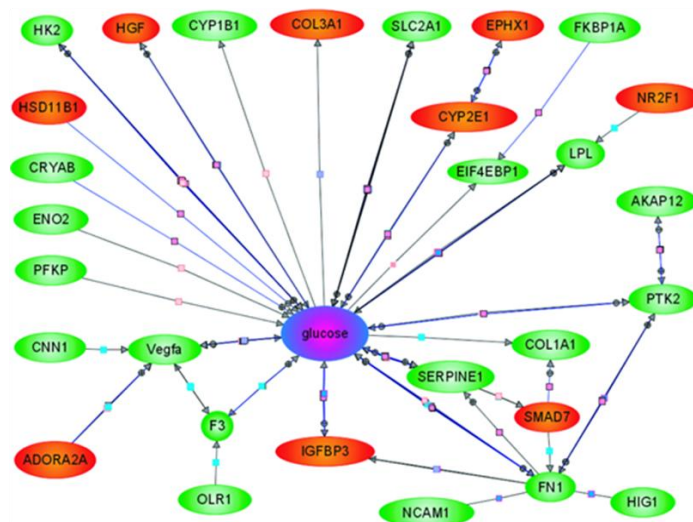 HK2
HGF
CYP1B1
COL3A1
SLC2A1
EPHX1
FKBP1A
HSD11B1
CYP2E1
NR2F1
CRYAB
EIF4EBP1
LPL
ENO2
AKAP12
PFKP
PTK2
glucose
CNN1
Vegfa
COL1A1
SERPINE1
F3
SMAD7
ADORA2A
IGFBP3
OLR1
FN1
NCAM1
HIG1